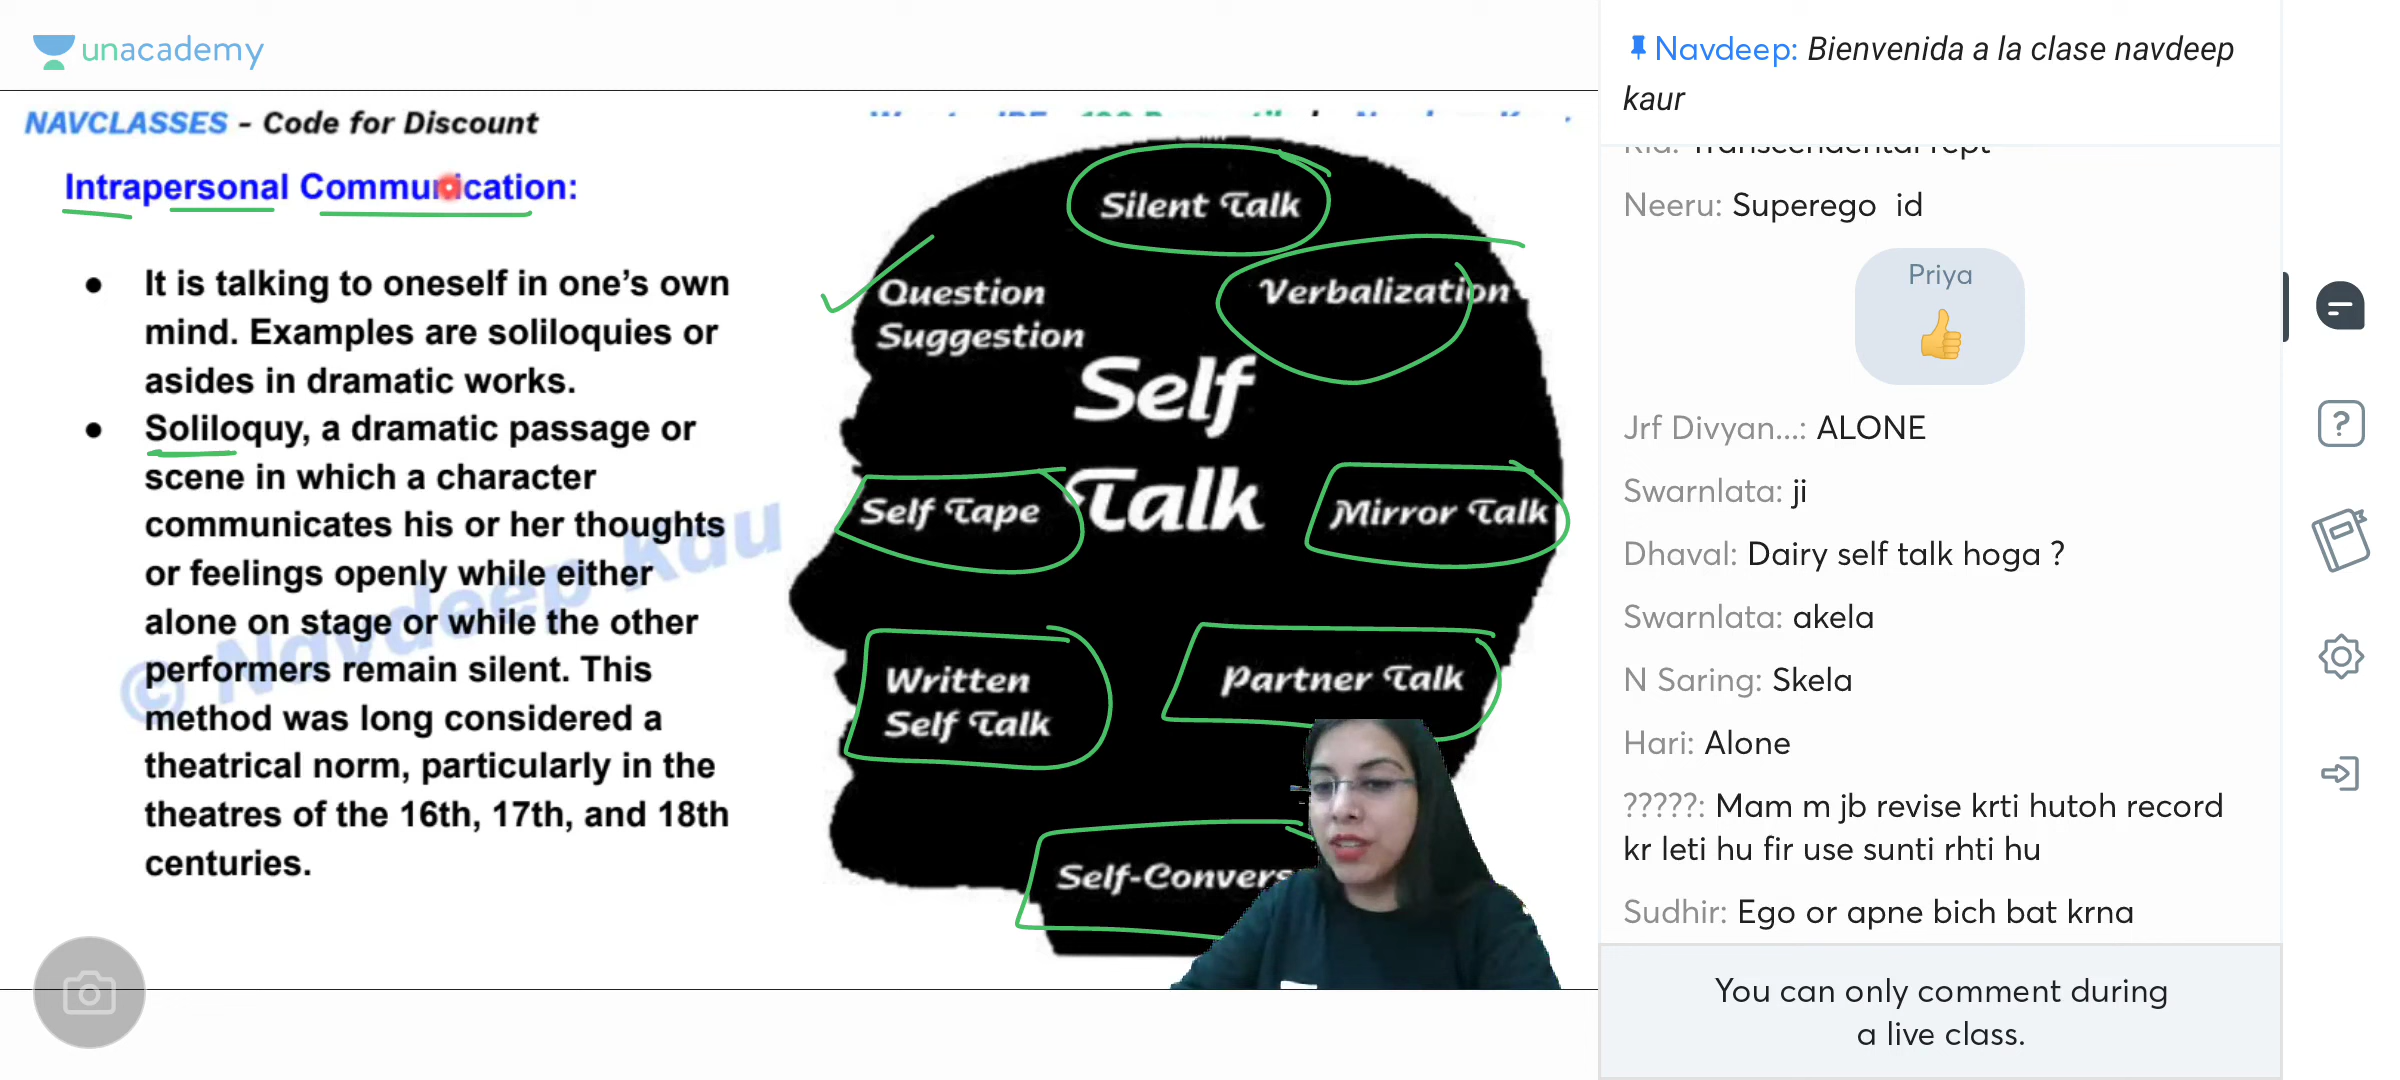 unacademy
NAVCLASSES - Code for Discount
Intrapersonal Communication:
● It is talking to oneself in one's own
mind. Examples are soliloquies or
asides in dramatic works.
● Soliloquy, a dramatic passage or
scene in which a character
communicates his or her thoughts
or feelings openly while either
alone on stage or while the other
performers remain silent. This
method was long considered a
theatrical norm, particularly in the
theatres of the 16th, 17th, and 18th
centuries.
© Navdeep Kau
Silent Talk
Question
Suggestion
Verbalization
Self
Talk
Self Tape
Mirror Talk
Written
Self Talk
Partner Talk
Self-Convers
Navdeep: Bienvenida a la clase navdeep
kaur
Neeru: Superego id
Priya
👍
Jrf Divyan...: ALONE
Swarnlata: ji
Dhaval: Dairy self talk hoga ?
Swarnlata: akela
N Saring: Skela
Hari: Alone
?????: Mam m jb revise krti hutoh record
kr leti hu fir use sunti rhti hu
Sudhir: Ego or apne bich bat krna
You can only comment during
a live class.